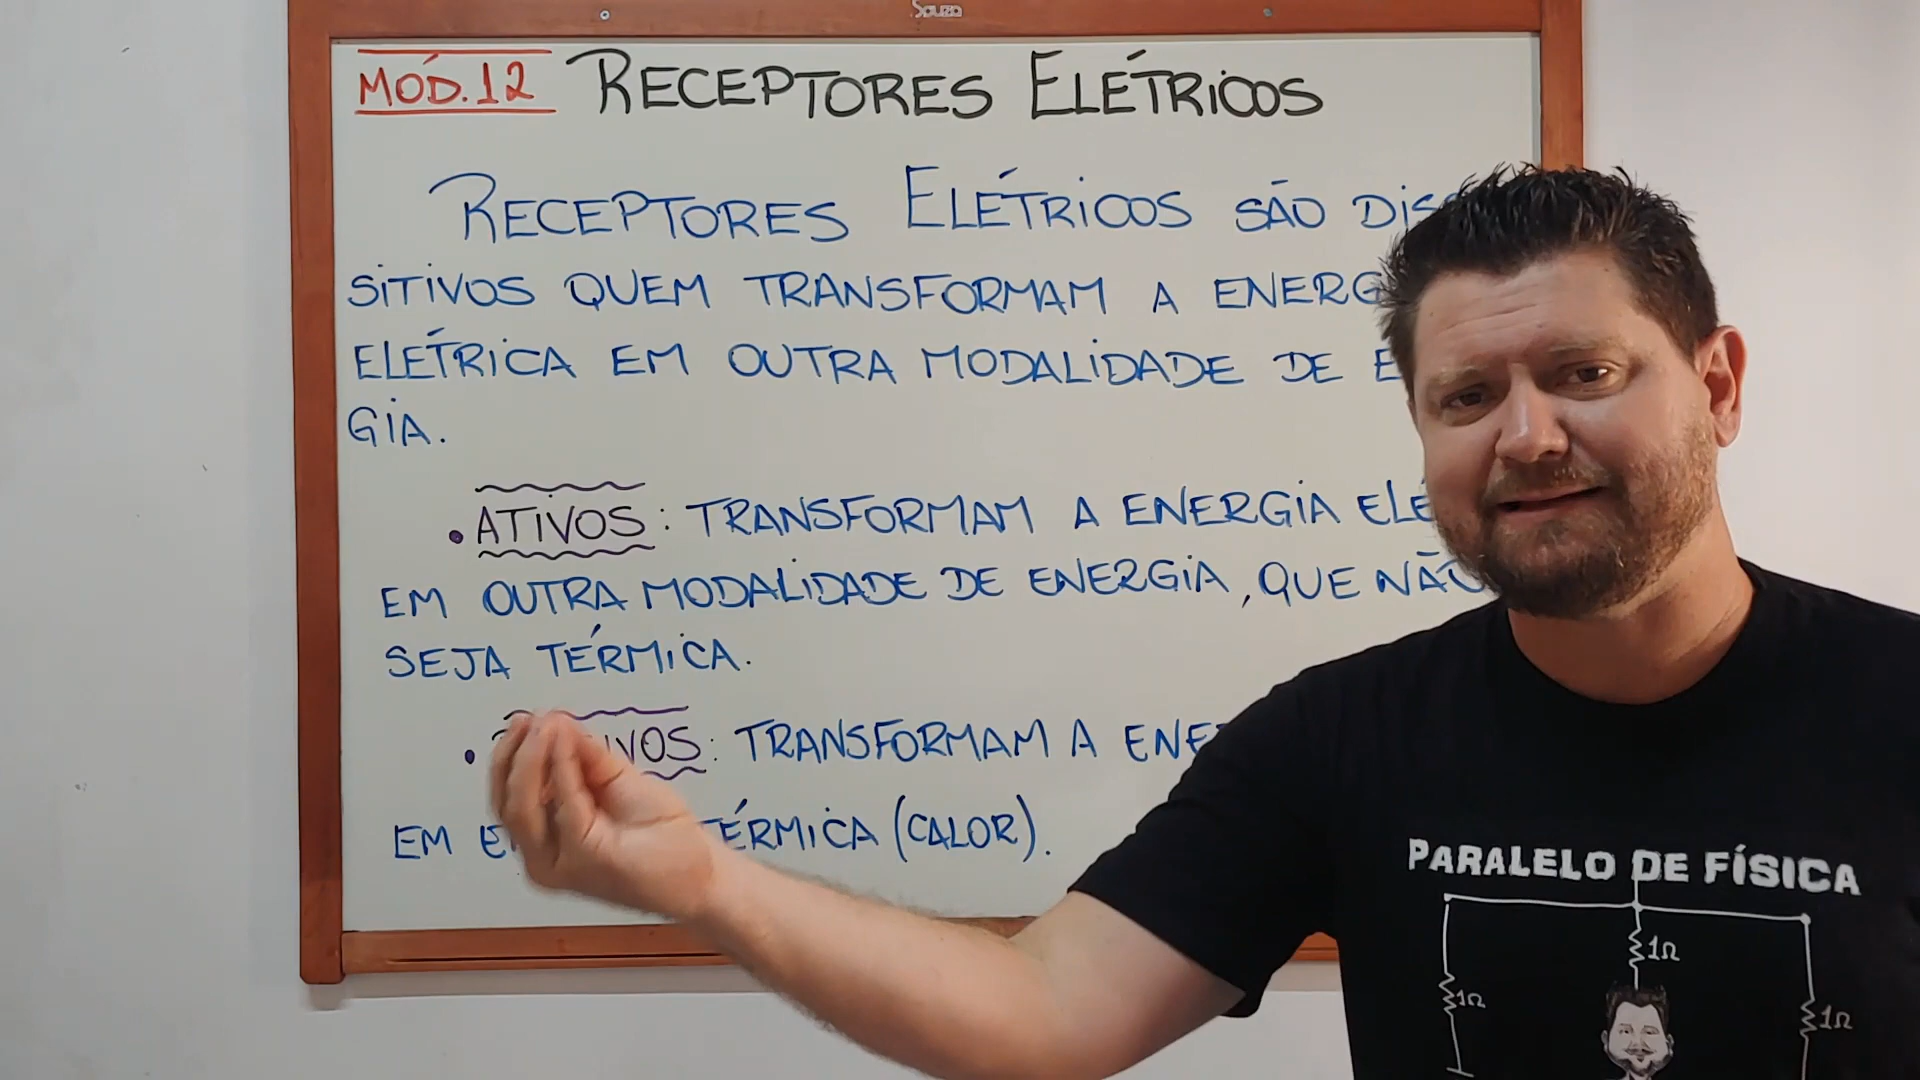 Souza
MÓD.12 RECEPTORES ELÉTRICOS
RECEPTORES ELÉTRICOS SÃO DIS
SITIVOS QUEM TRANSFORMAM A ENERG
ELÉTRICA EM OUTRA MODALIDADE DE E
GIA.
• ATIVOS: TRANSFORMAM A ENERGIA ELÉ
EM OUTRA MODALIDADE DE ENERGIA, QUE NÃO
SEJA TÉRMICA.
• IVOS: TRANSFORMAM A ENE
EM E TÉRMICA (CALOR).
PARALELO DE FÍSICA
1Ω
1Ω
1Ω